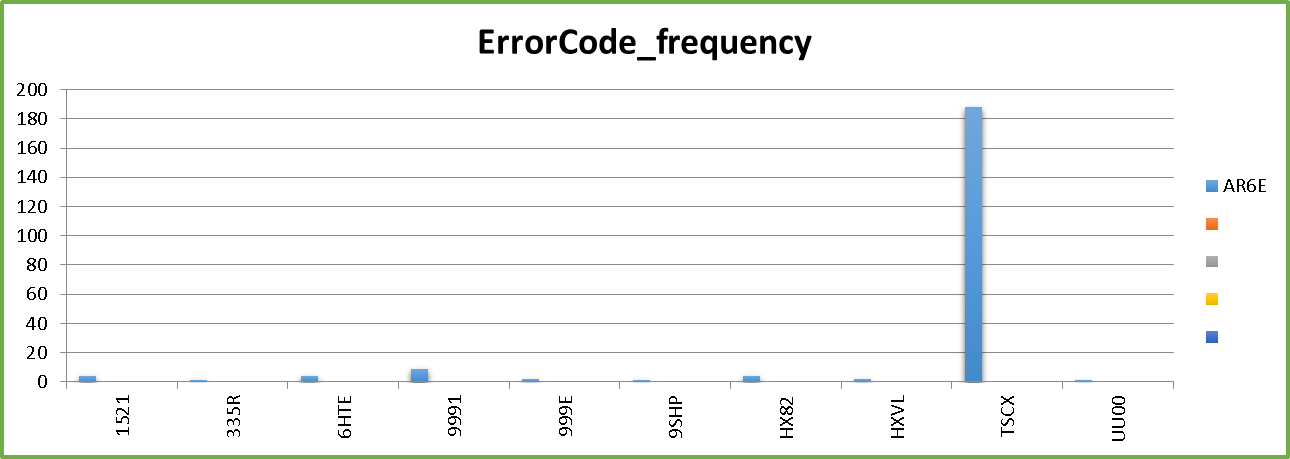 ErrorCode_frequency
200
180
160
140
120
100
80
60
40
20
0
1521
335R
6HTE
9991
999E
9SHP
HX82
HXVL
TSCX
UU00
AR6E